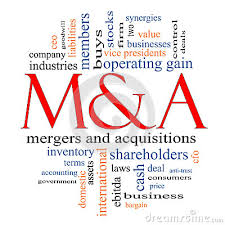 synergies
ceo
goodwill
liabilities
members
buys
stocks
firm
two
value
control
deals
company
businesses
cash
vice presidents
industries
operating gain
M&A
mergers and acquisitions
inventory
shareholders
cfo
terms
laws
deal
anti-trust
accounting
domestic
assets
international
ebitda
cash
consumers
government
price
business
bargain
dreamstime.com